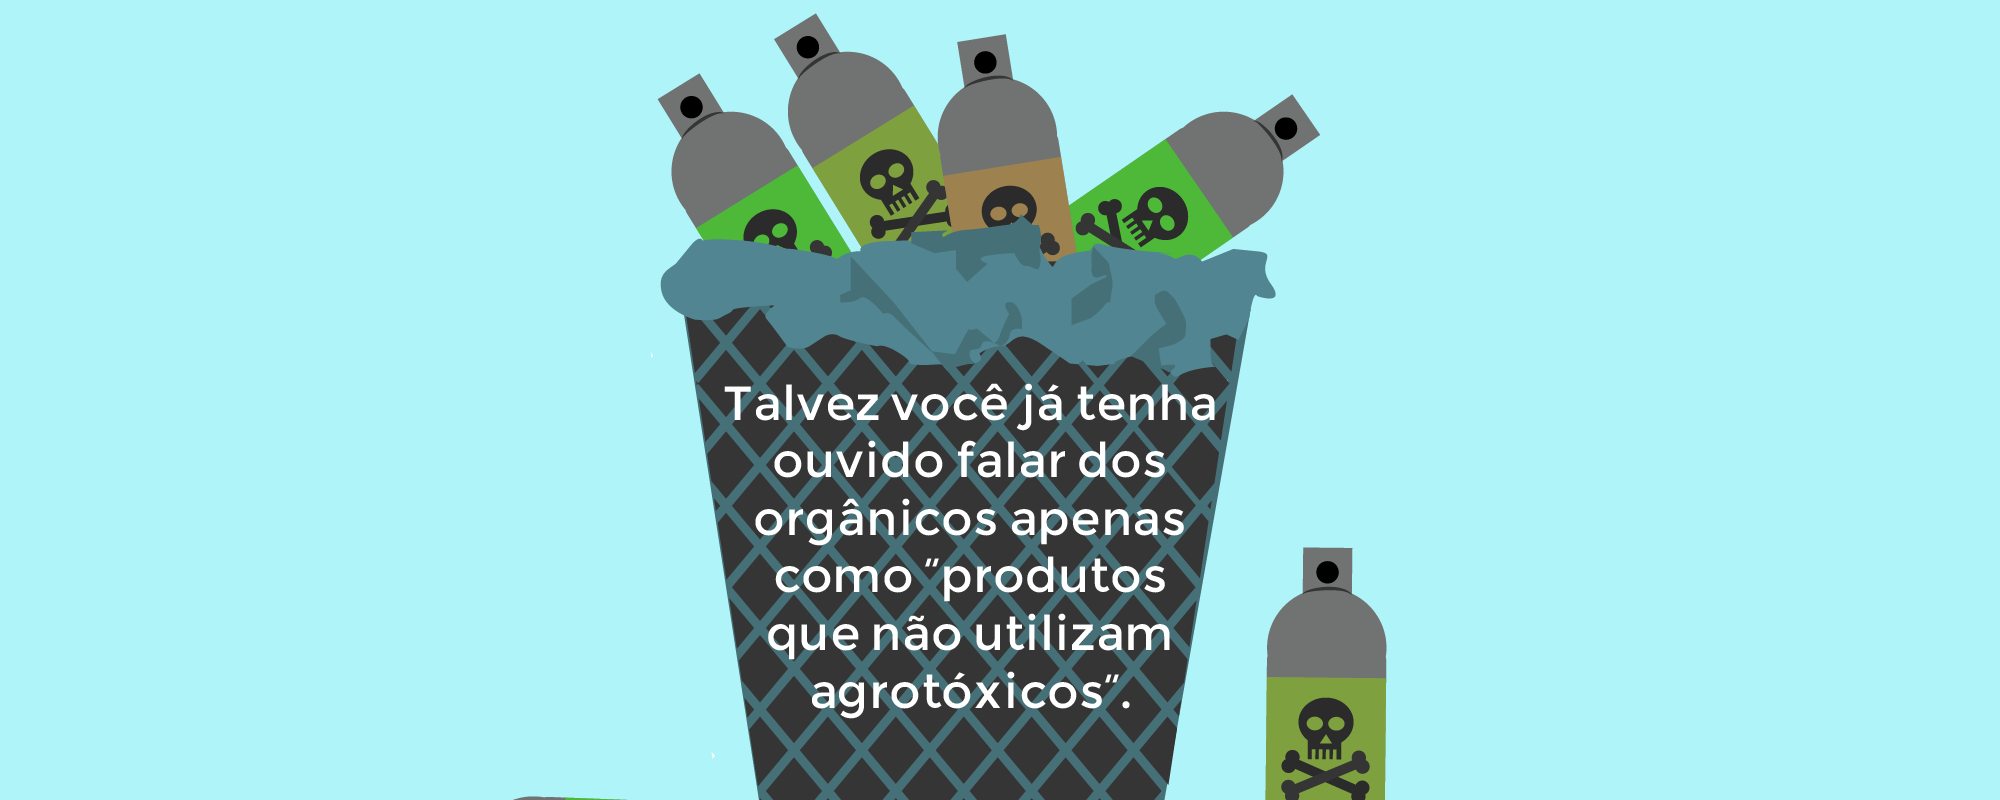 Talvez você já tenha
ouvido falar dos
orgânicos apenas
como "produtos
que não utilizam
agrotóxicos".